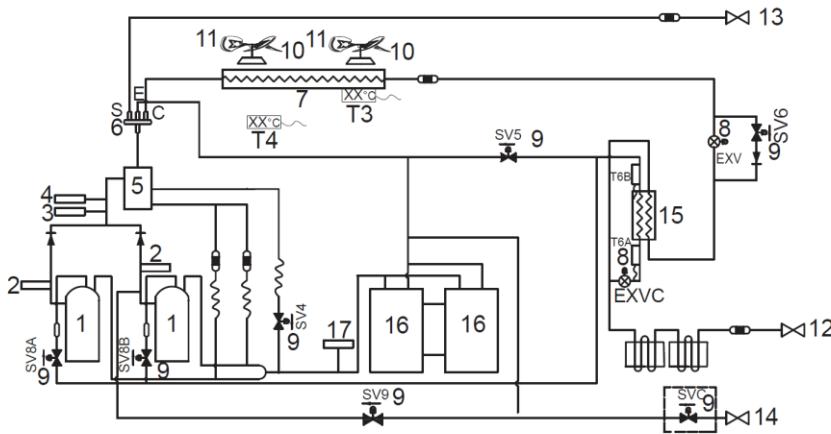 13
11 10 11 10
E
S C
6
7
XX°C
T3
XX°C
T4
SV5 9
8
EXV
SV6
9
T6B
15
T6A
8
EXVC
5
4
3
2
2
1
1
SV8A
9
SV8B
9
SV4
9
17
16 16
12
SV9 9
SVC 9
14